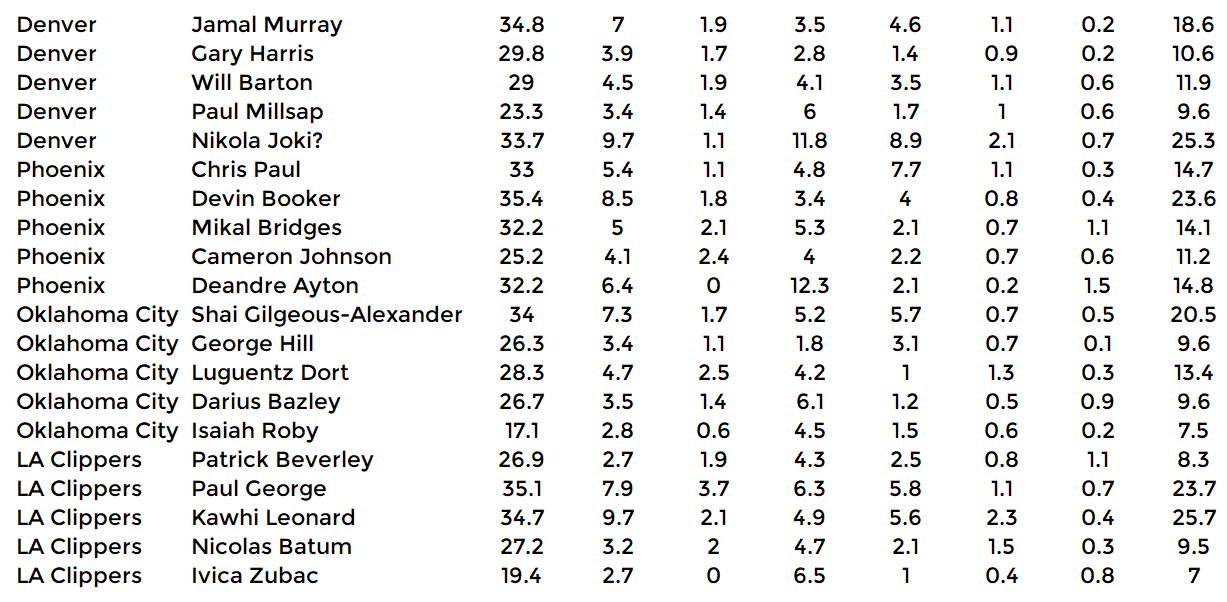 Denver Jamal Murray 34.8 7 1.9 3.5 4.6 1.1 0.2 18.6
Denver Gary Harris 29.8 3.9 1.7 2.8 1.4 0.9 0.2 10.6
Denver Will Barton 29 4.5 1.9 4.1 3.5 1.1 0.6 11.9
Denver Paul Millsap 23.3 3.4 1.4 6 1.7 1 0.6 9.6
Denver Nikola Joki? 33.7 9.7 1.1 11.8 8.9 2.1 0.7 25.3
Phoenix Chris Paul 33 5.4 1.1 4.8 7.7 1.1 0.3 14.7
Phoenix Devin Booker 35.4 8.5 1.8 3.4 4 0.8 0.4 23.6
Phoenix Mikal Bridges 32.2 5 2.1 5.3 2.1 0.7 1.1 14.1
Phoenix Cameron Johnson 25.2 4.1 2.4 4 2.2 0.7 0.6 11.2
Phoenix Deandre Ayton 32.2 6.4 0 12.3 2.1 0.2 1.5 14.8
Oklahoma City Shai Gilgeous-Alexander 34 7.3 1.7 5.2 5.7 0.7 0.5 20.5
Oklahoma City George Hill 26.3 3.4 1.1 1.8 3.1 0.7 0.1 9.6
Oklahoma City Luguentz Dort 28.3 4.7 2.5 4.2 1 1.3 0.3 13.4
Oklahoma City Darius Bazley 26.7 3.5 1.4 6.1 1.2 0.5 0.9 9.6
Oklahoma City Isaiah Roby 17.1 2.8 0.6 4.5 1.5 0.6 0.2 7.5
LA Clippers Patrick Beverley 26.9 2.7 1.9 4.3 2.5 0.8 1.1 8.3
LA Clippers Paul George 35.1 7.9 3.7 6.3 5.8 1.1 0.7 23.7
LA Clippers Kawhi Leonard 34.7 9.7 2.1 4.9 5.6 2.3 0.4 25.7
LA Clippers Nicolas Batum 27.2 3.2 2 4.7 2.1 1.5 0.3 9.5
LA Clippers Ivica Zubac 19.4 2.7 0 6.5 1 0.4 0.8 7